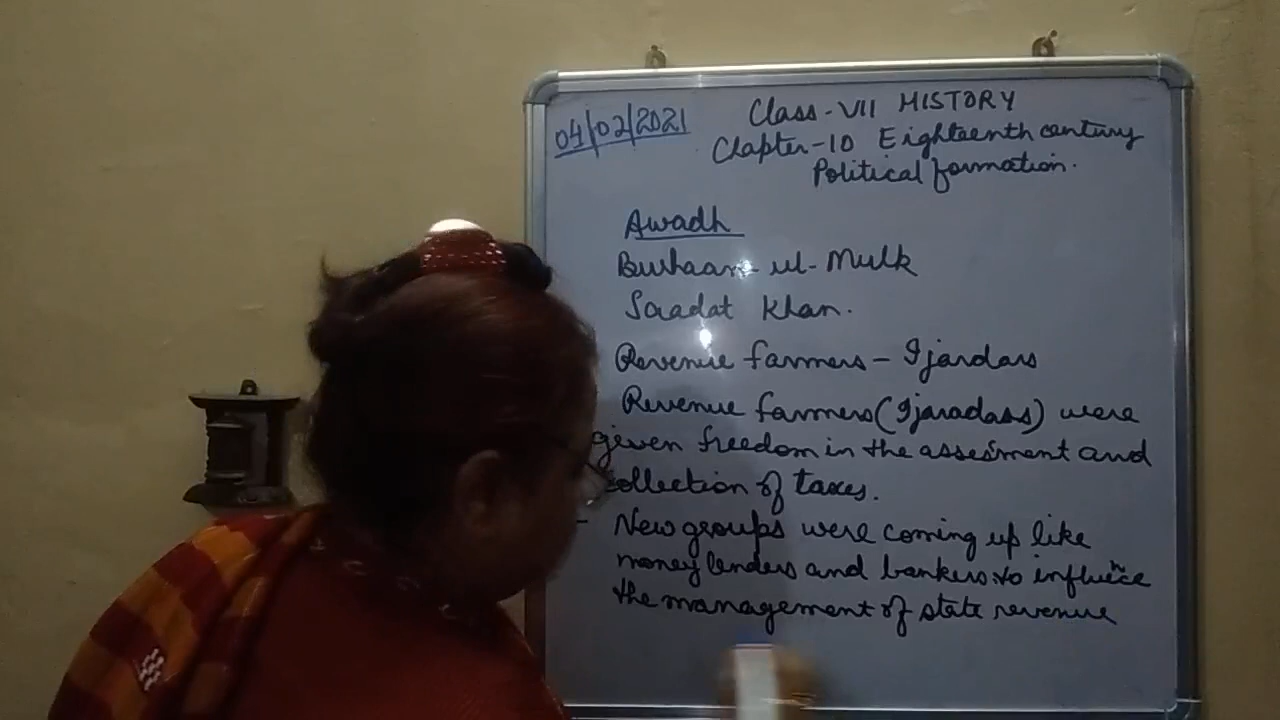 04/02/2021
Class-VII HISTORY
Chapter-10 Eighteenth century
Political formation.
Awadh
Burhaan-ul-Mulk
Saadat Khan.
Revenue farmers - Ijardars
Revenue farmers (Ijaradars) were
given freedom in the assesment and
collection of taxes.
- New groups were coming up like
money lenders and bankers to influence
the management of state revenue